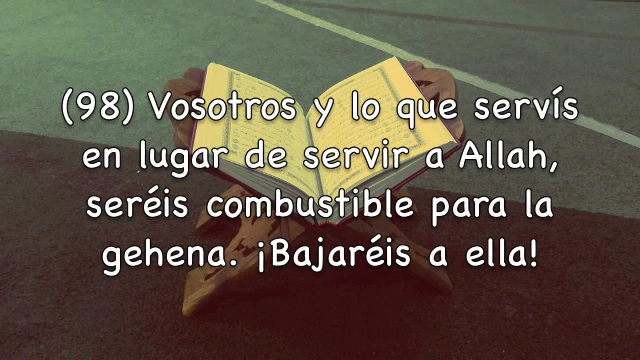 (98) Vosotros y lo que servís
en lugar de servir a Allah,
seréis combustible para la
gehena. ¡Bajaréis a ella!